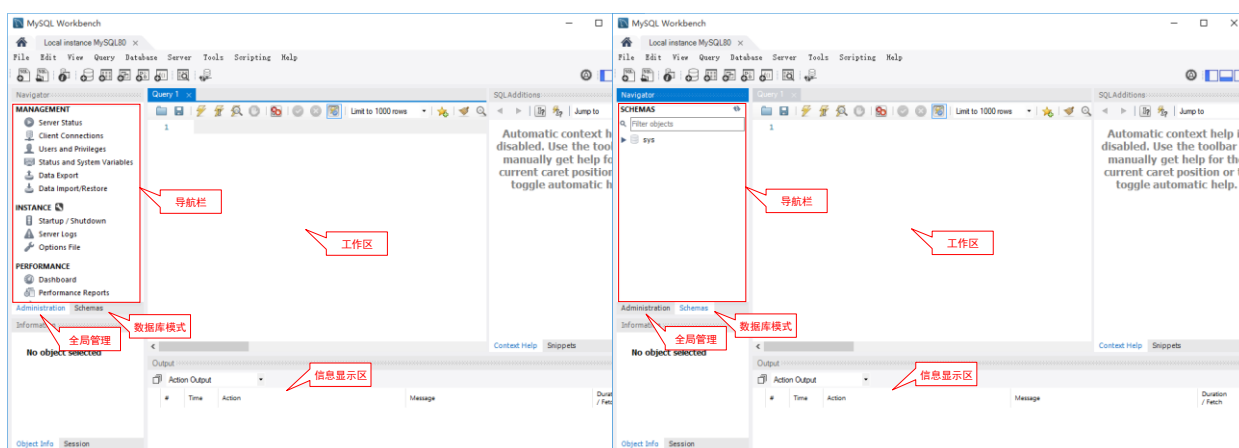 MySQL Workbench
Local instance MySQL80 ×
File Edit View Query Database Server Tools Scripting Help
Navigator
MANAGEMENT
Server Status
Client Connections
Users and Privileges
Status and System Variables
Data Export
Data Import/Restore
INSTANCE
Startup / Shutdown
Server Logs
Options File
PERFORMANCE
Dashboard
Performance Reports
Administration Schemas
Information
No object selected
Object Info Session
Query 1 ×
Limit to 1000 rows
1
SQLAdditions
Jump to
Automatic context h
disabled. Use the tool
manually get help fo
current caret position
toggle automatic h
Context Help Snippets
Output
Action Output
# Time Action Message Durat
/ Fetc
导航栏
工作区
数据库模式
全局管理
信息显示区
MySQL Workbench
Local instance MySQL80 ×
File Edit View Query Database Server Tools Scripting Help
Navigator
SCHEMAS
Filter objects
sys
Administration Schemas
Information
No object selected
Object Info Session
Query 1 ×
Limit to 1000 rows
1
SQLAdditions
Jump to
Automatic context help i
disabled. Use the toolbar
manually get help for the
current caret position or t
toggle automatic help.
Context Help Snippets
Output
Action Output
# Time Action Message Duration
/ Fetch
导航栏
工作区
数据库模式
全局管理
信息显示区